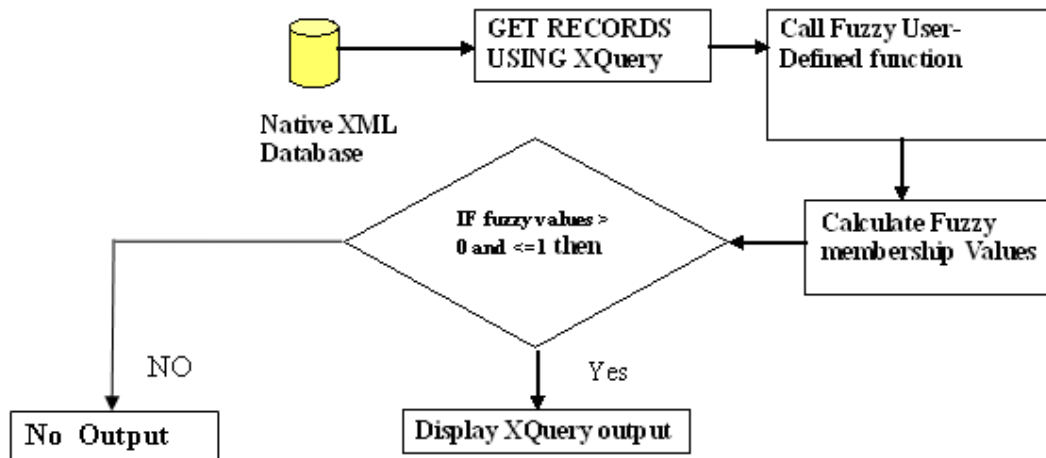 GET RECORDS
USING XQuery
Call Fuzzy User-
Defined function
Native XML
Database
IF fuzzy values >
0 and <=1 then
Calculate Fuzzy
membership Values
NO
Yes
No Output
Display XQuery output